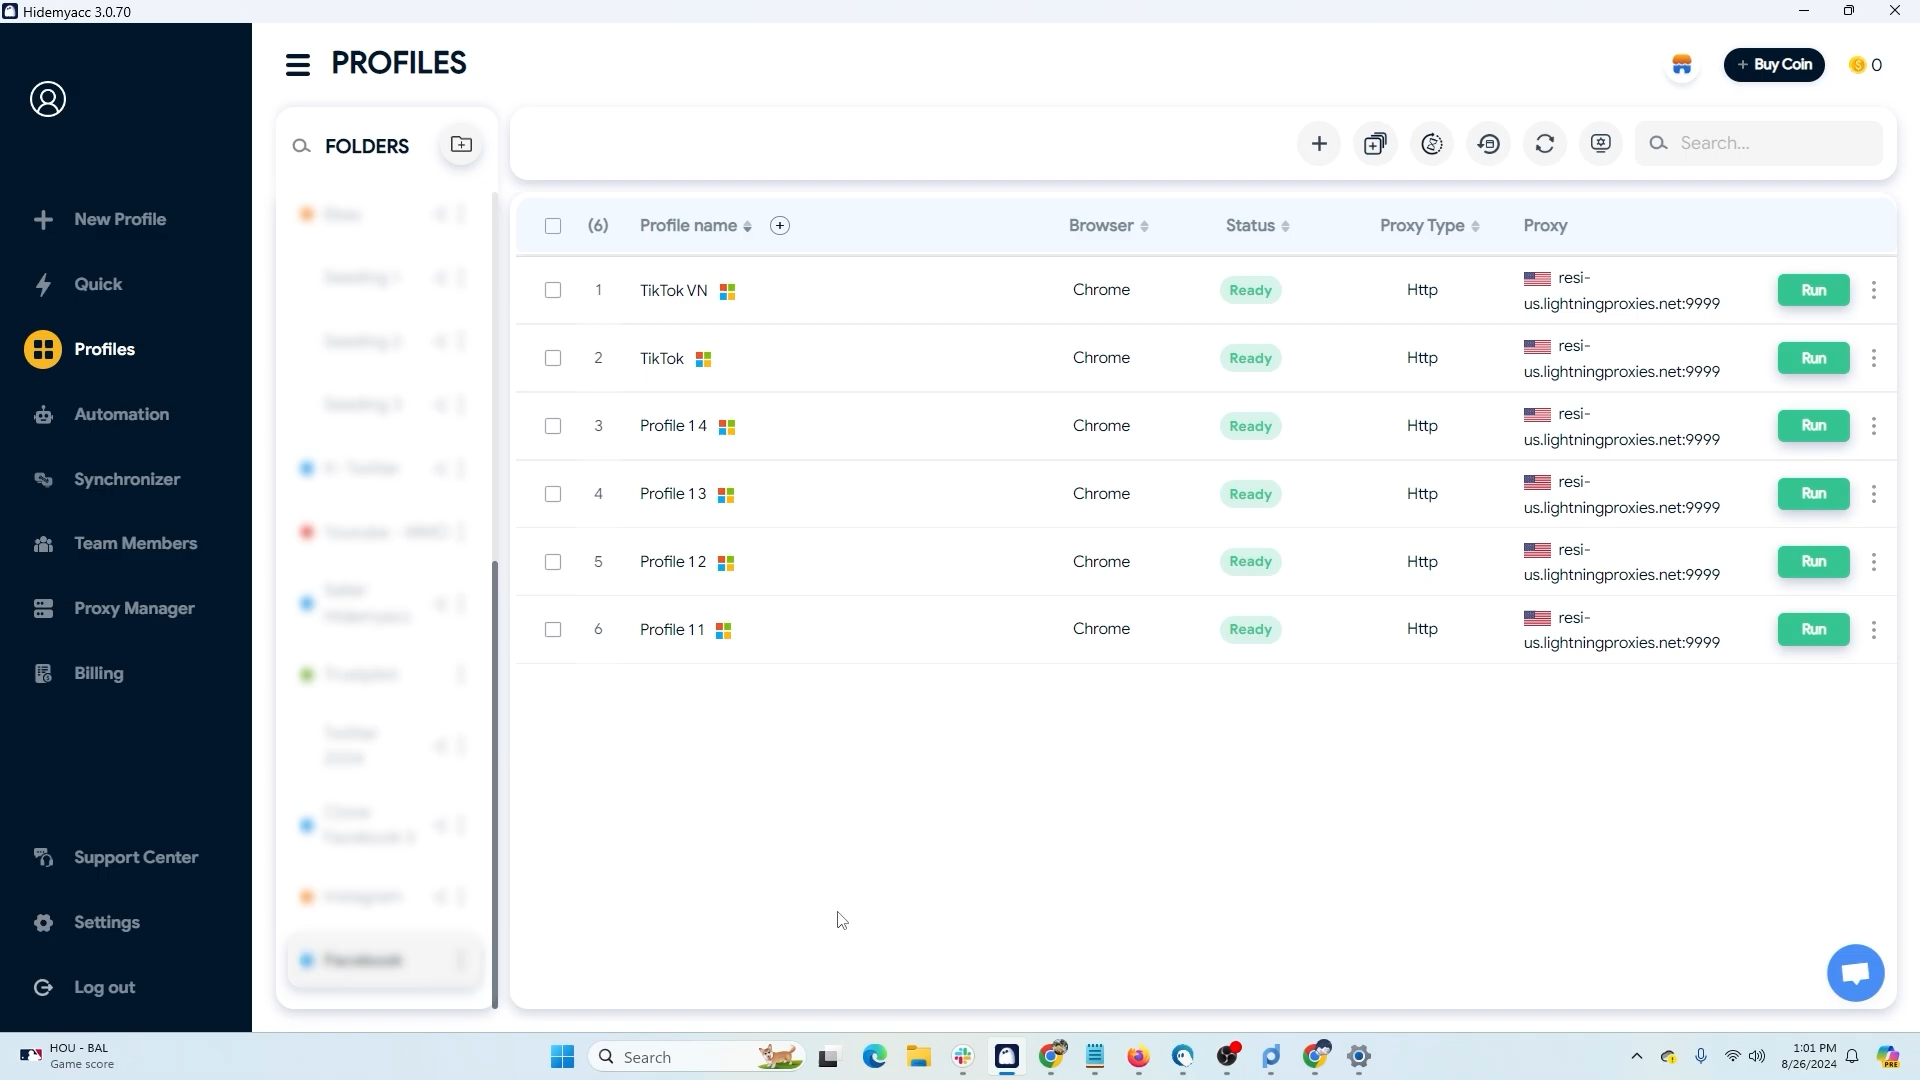 Hidemyacc 3.0.70
PROFILES
+ Buy Coin
0
FOLDERS
Search...
New Profile
Quick
Profiles
Automation
Synchronizer
Team Members
Proxy Manager
Billing
Support Center
Settings
Log out
(6) Profile name Browser Status Proxy Type Proxy
1 TikTok VN Chrome Ready Http resi-
us.lightningproxies.net:9999 Run
2 TikTok Chrome Ready Http resi-
us.lightningproxies.net:9999 Run
3 Profile 14 Chrome Ready Http resi-
us.lightningproxies.net:9999 Run
4 Profile 13 Chrome Ready Http resi-
us.lightningproxies.net:9999 Run
5 Profile 12 Chrome Ready Http resi-
us.lightningproxies.net:9999 Run
6 Profile 11 Chrome Ready Http resi-
us.lightningproxies.net:9999 Run
HOU - BAL
Game score
Search
1:01 PM
8/26/2024
PRE